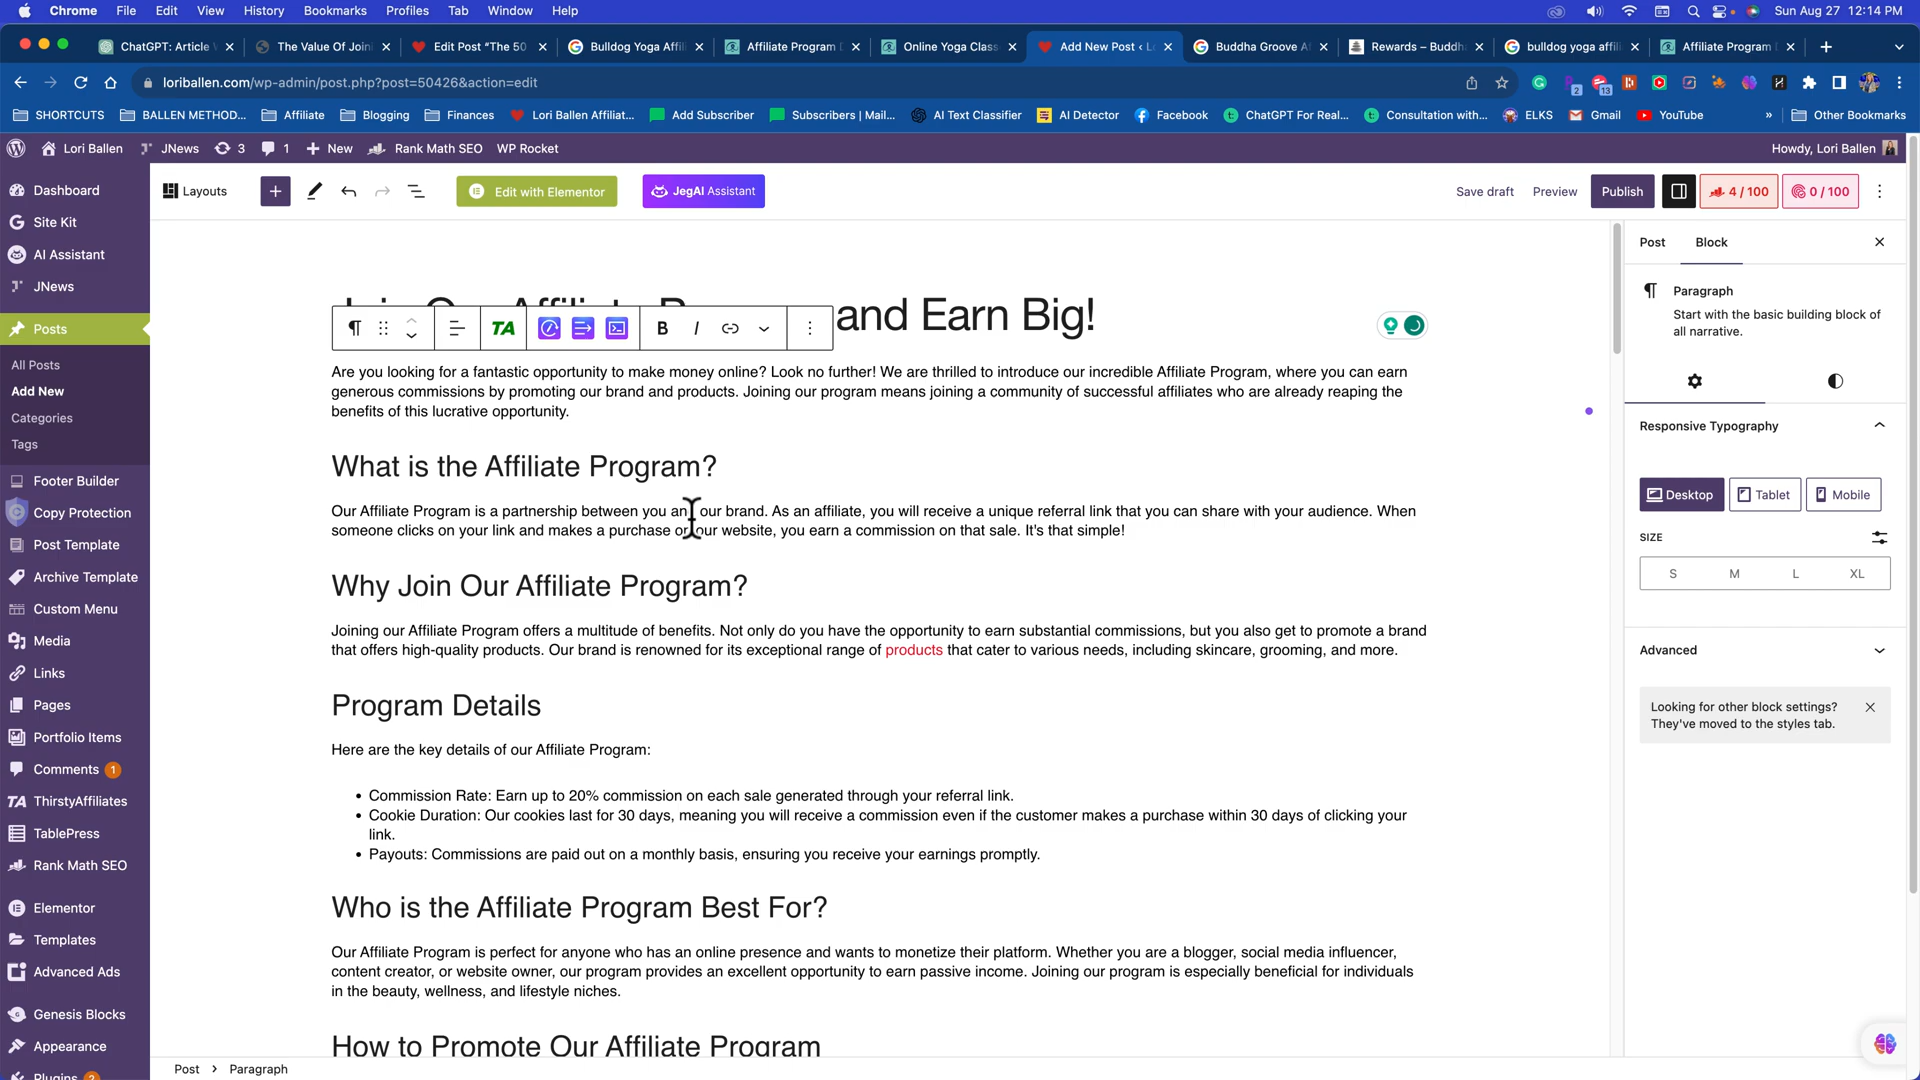 Chrome File Edit View History Bookmarks Profiles Tab Window Help Sun Aug 27 12:14 PM
ChatGPT: Article The Value Of Join Edit Post “The 50 Bulldog Yoga Affil Affiliate Program Online Yoga Class Add New Post ‹ L Buddha Groove A Rewards – Buddh bulldog yoga affili Affiliate Program
loriballen.com/wp-admin/post.php?post=50426&action=edit 2 13
SHORTCUTS BALLEN METHOD... Affiliate Blogging Finances Lori Ballen Affiliat... Add Subscriber Subscribers | Mail... AI Text Classifier AI Detector Facebook ChatGPT For Real... Consultation with... ELKS Gmail YouTube » Other Bookmarks
Lori Ballen JNews 3 1 New Rank Math SEO WP Rocket Howdy, Lori Ballen
Dashboard
Site Kit
AI Assistant
JNews
Posts
All Posts
Add New
Categories
Tags
Footer Builder
Copy Protection
Post Template
Archive Template
Custom Menu
Media
Links
Pages
Portfolio Items
Comments 1
TA ThirstyAffiliates
TablePress
Rank Math SEO
Elementor
Templates
Advanced Ads
Genesis Blocks
Appearance
Plugins 2
Layouts Edit with Elementor JegAI Assistant Save draft Preview Publish 4 / 100 0 / 100
Join Our Affiliate Program and Earn Big!
TA B I
Are you looking for a fantastic opportunity to make money online? Look no further! We are thrilled to introduce our incredible Affiliate Program, where you can earn
generous commissions by promoting our brand and products. Joining our program means joining a community of successful affiliates who are already reaping the
benefits of this lucrative opportunity.
What is the Affiliate Program?
Our Affiliate Program is a partnership between you and our brand. As an affiliate, you will receive a unique referral link that you can share with your audience. When
someone clicks on your link and makes a purchase on our website, you earn a commission on that sale. It's that simple!
Why Join Our Affiliate Program?
Joining our Affiliate Program offers a multitude of benefits. Not only do you have the opportunity to earn substantial commissions, but you also get to promote a brand
that offers high-quality products. Our brand is renowned for its exceptional range of products that cater to various needs, including skincare, grooming, and more.
Program Details
Here are the key details of our Affiliate Program:
• Commission Rate: Earn up to 20% commission on each sale generated through your referral link.
• Cookie Duration: Our cookies last for 30 days, meaning you will receive a commission even if the customer makes a purchase within 30 days of clicking your
link.
• Payouts: Commissions are paid out on a monthly basis, ensuring you receive your earnings promptly.
Who is the Affiliate Program Best For?
Our Affiliate Program is perfect for anyone who has an online presence and wants to monetize their platform. Whether you are a blogger, social media influencer,
content creator, or website owner, our program provides an excellent opportunity to earn passive income. Joining our program is especially beneficial for individuals
in the beauty, wellness, and lifestyle niches.
How to Promote Our Affiliate Program
Post › Paragraph
Post Block
Paragraph
Start with the basic building block of
all narrative.
Responsive Typography
Desktop Tablet Mobile
SIZE
S M L XL
Advanced
Looking for other block settings?
They've moved to the styles tab.